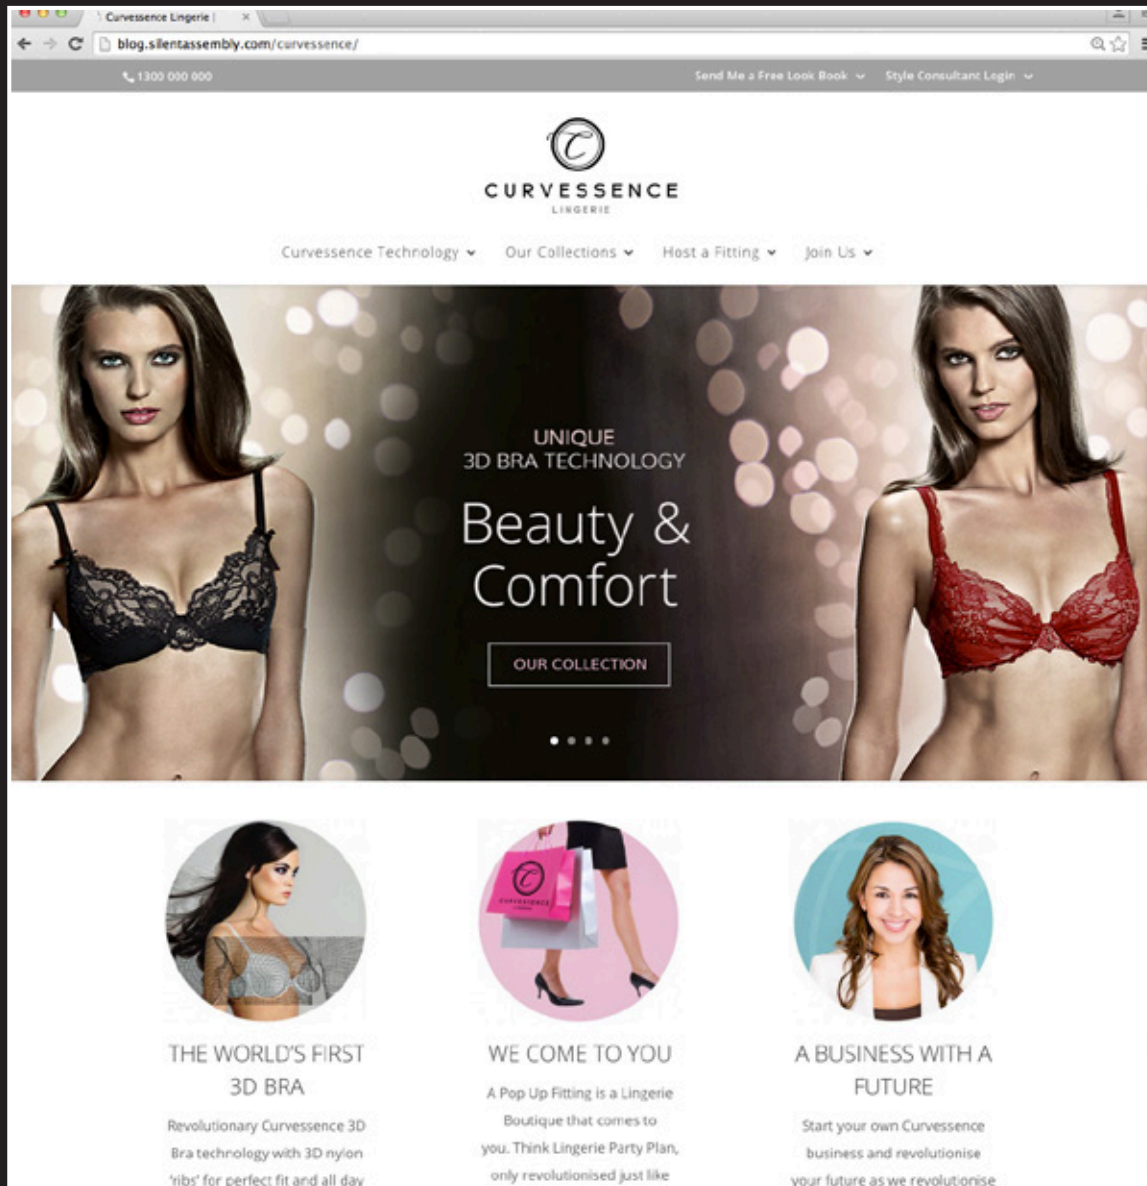 Curvessence Lingerie |
blog.silentassembly.com/curvessence/
1300 000 000
Send Me a Free Look Book
Style Consultant Login
C
CURVESSENCE
LINGERIE
Curvessence Technology
Our Collections
Host a Fitting
Join Us
UNIQUE
3D BRA TECHNOLOGY
Beauty &
Comfort
OUR COLLECTION
C
CURVESSENCE
THE WORLD'S FIRST
3D BRA
Revolutionary Curvessence 3D
Bra technology with 3D nylon
'ribs' for perfect fit and all day
WE COME TO YOU
A Pop Up Fitting is a Lingerie
Boutique that comes to
you. Think Lingerie Party Plan,
only revolutionised just like
A BUSINESS WITH A
FUTURE
Start your own Curvessence
business and revolutionise
your future as we revolutionise